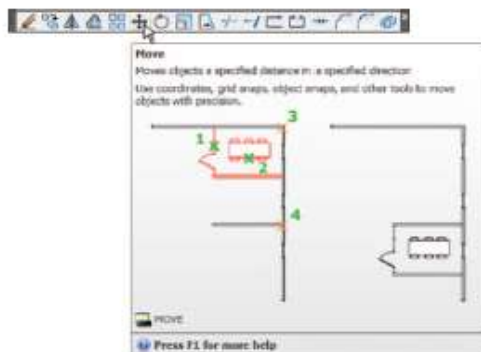 Move
Moves objects a specified distance in a specified direction
Use coordinates, grid snaps, object snaps, and other tools to move
objects with precision.
3
1
2
4
MOVE
Press F1 for more help